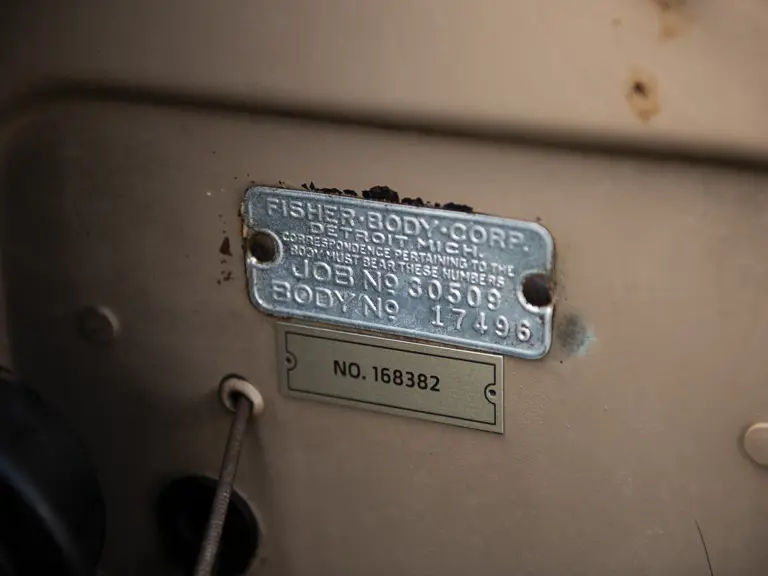 FISHER·BODY·CORP.
DETROIT, MICH.
CORRESPONDENCE PERTAINING TO THE
BODY MUST BEAR THESE NUMBERS
JOB No 30509
BODY No 17496
NO. 168382